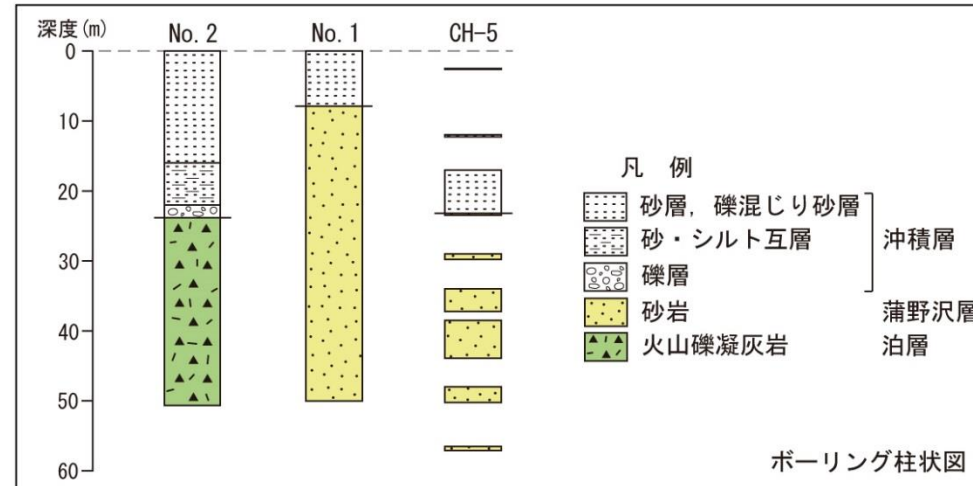 深度(m)
No. 2
No. 1
CH-5
0
10
20
30
40
50
60
凡 例
砂層, 礫混じり砂層
砂・シルト互層
沖積層
礫層
砂岩
蒲野沢層
火山礫凝灰岩
泊層
ボーリング柱状図